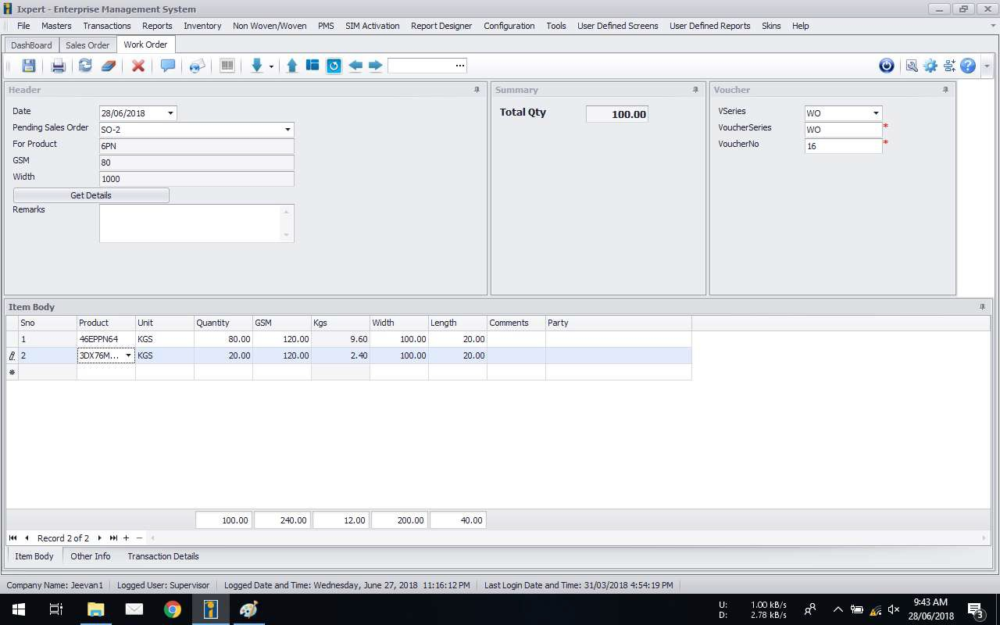 Ixpert - Enterprise Management System
File Masters Transactions Reports Inventory Non Woven/Woven PMS SIM Activation Report Designer Configuration Tools User Defined Screens User Defined Reports Skins Help
DashBoard Sales Order Work Order
Header
Date 28/06/2018
Pending Sales Order SO-2
For Product 6PN
GSM 80
Width 1000
Get Details
Remarks
Summary
Total Qty 100.00
Voucher
VSeries WO
VoucherSeries WO *
VoucherNo 16 *
Item Body
Sno Product Unit Quantity GSM Kgs Width Length Comments Party
1 46EPPN64 KGS 80.00 120.00 9.60 100.00 20.00
2 3DX76M... KGS 20.00 120.00 2.40 100.00 20.00
100.00 240.00 12.00 200.00 40.00
Record 2 of 2
Item Body Other Info Transaction Details
Company Name: Jeevan1 Logged User: Supervisor Logged Date and Time: Wednesday, June 27, 2018 11:16:12 PM Last Login Date and Time: 31/03/2018 4:54:19 PM
U: 1.00 kB/s
D: 2.78 kB/s
9:43 AM
28/06/2018
3